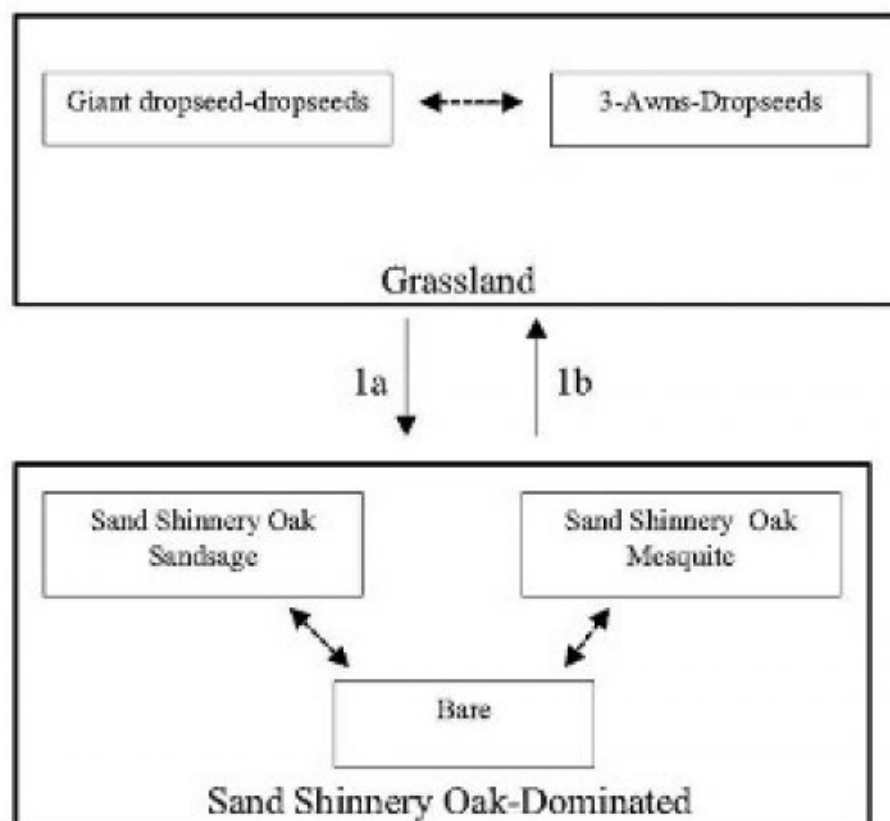 Giant dropseed-dropseeds
3-Awns-Dropseeds
Grassland
1a
1b
Sand Shinnery Oak
Sandsage
Sand Shinnery Oak
Mesquite
Bare
Sand Shinnery Oak-Dominated